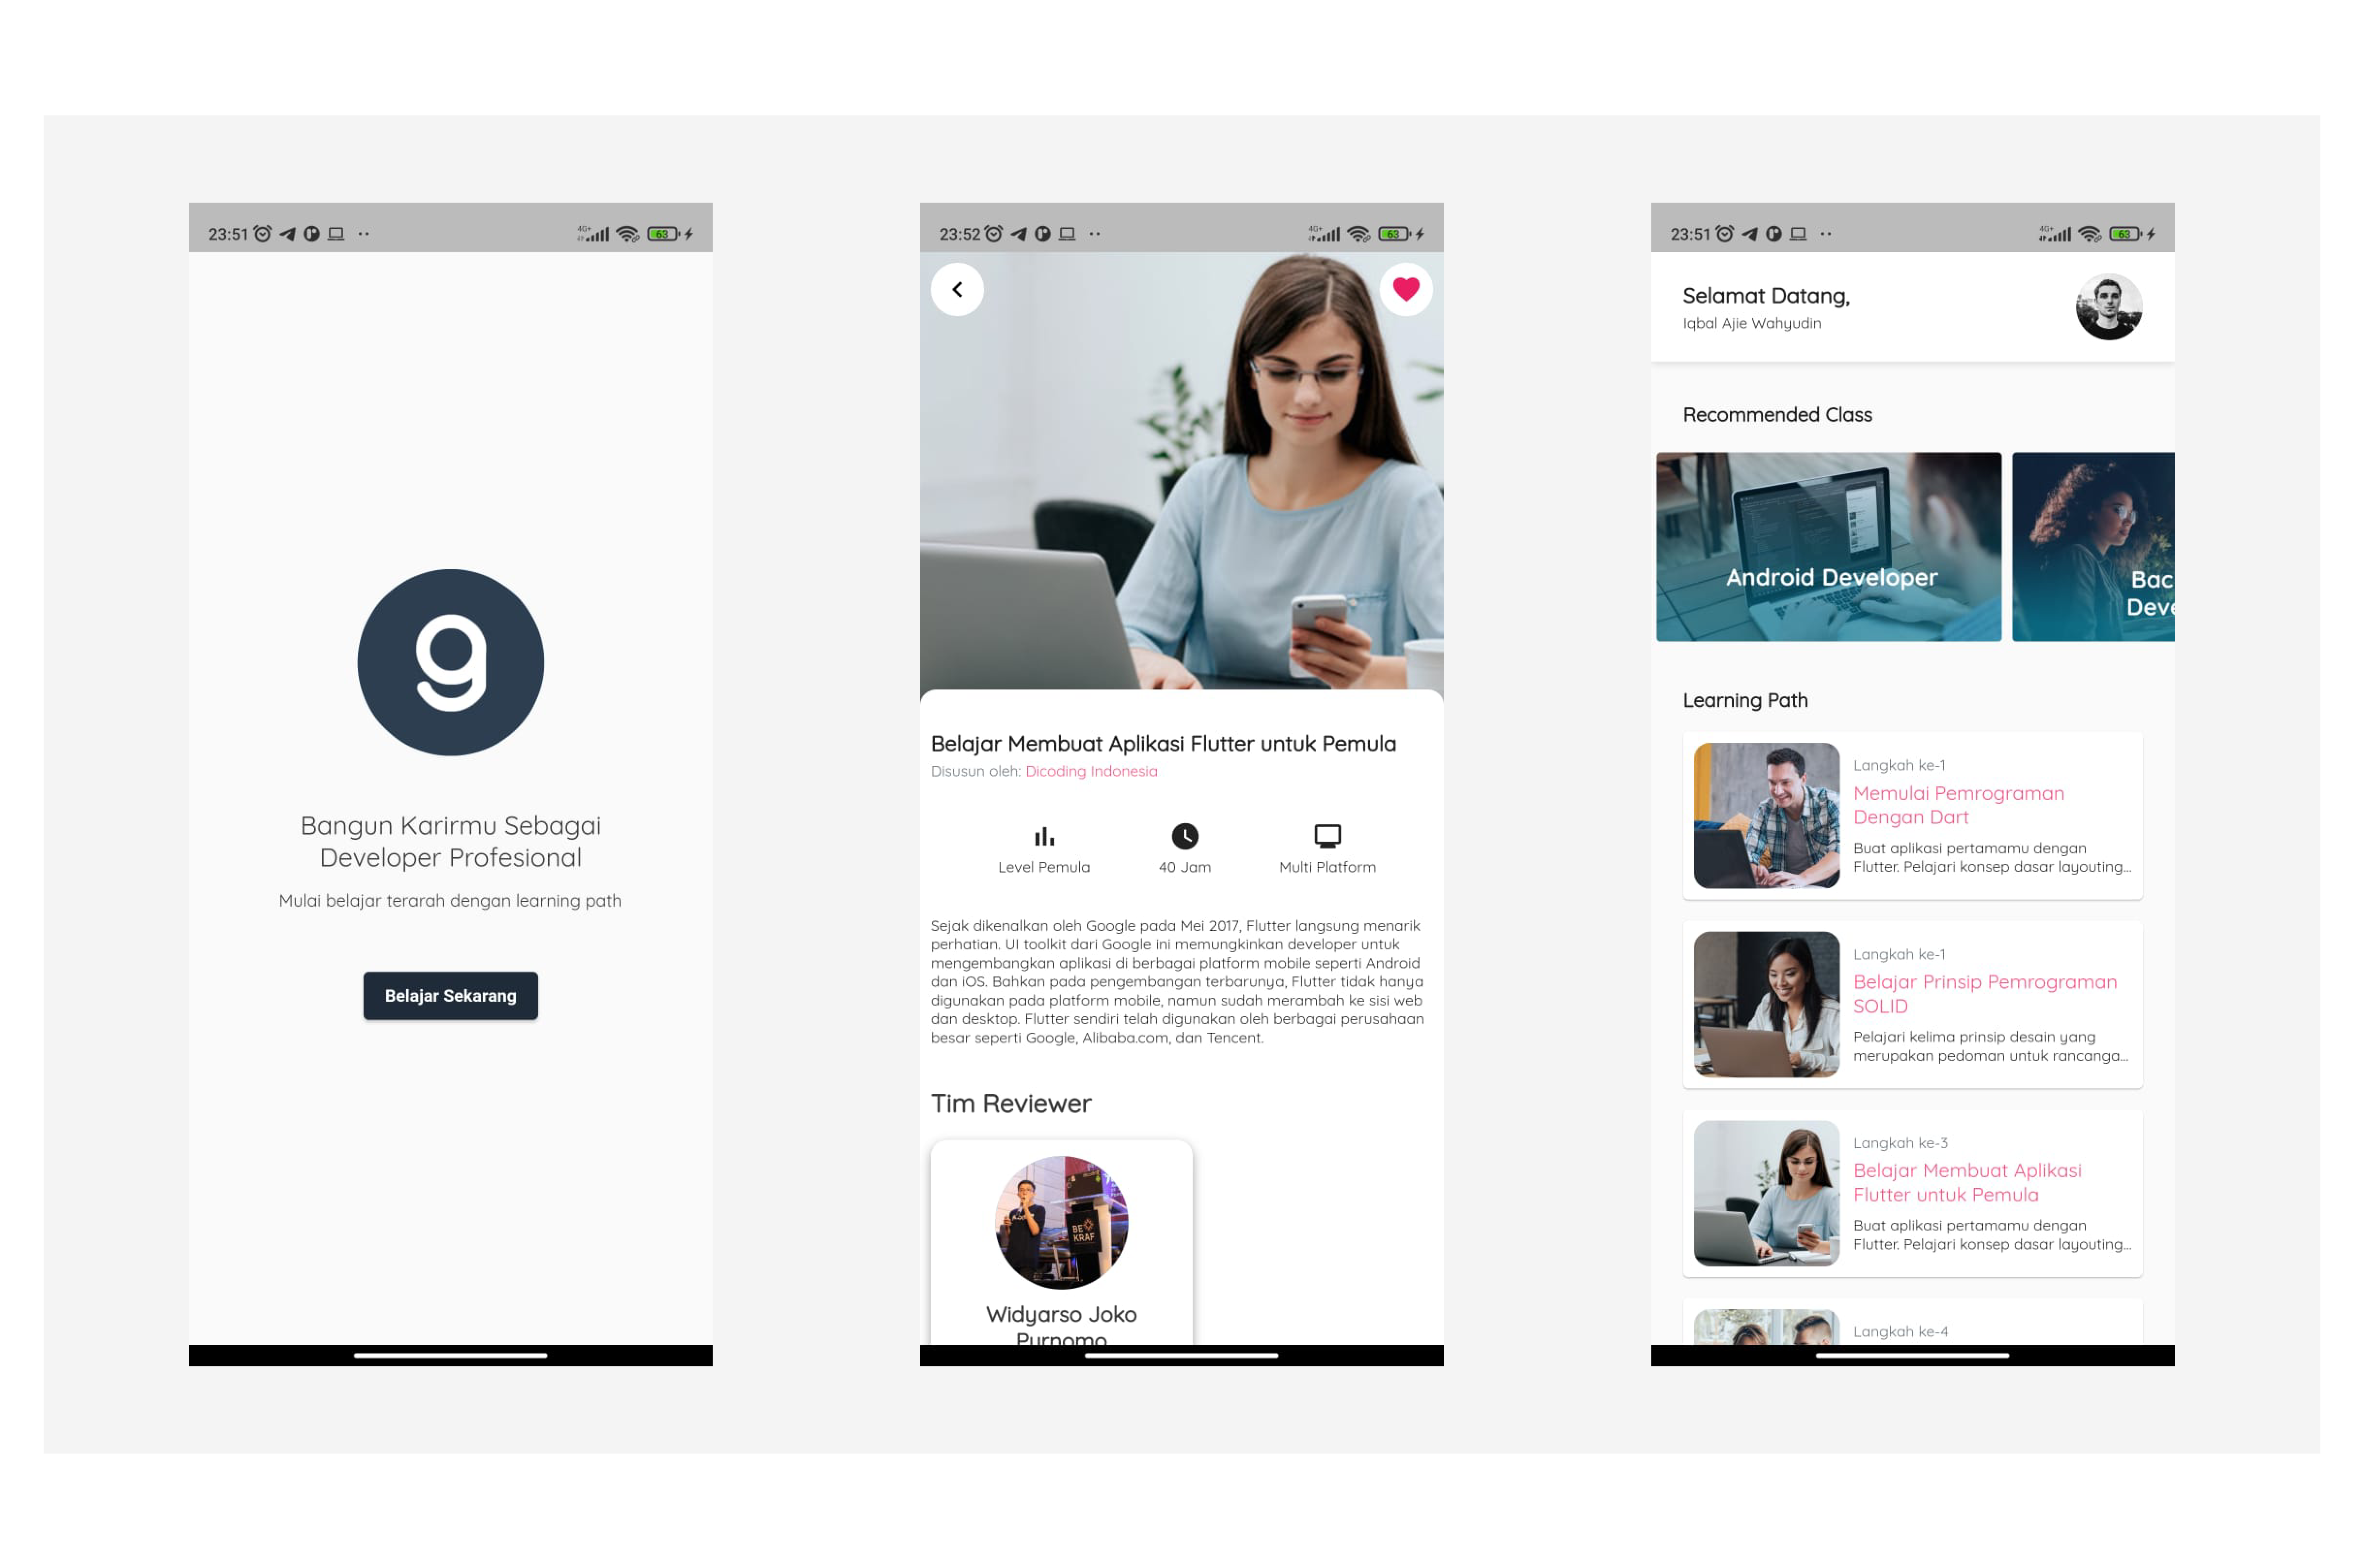 23:51
4G+
63
g
Bangun Karirmu Sebagai
Developer Profesional
Mulai belajar terarah dengan learning path
Belajar Sekarang
23:52
4G+
63
Belajar Membuat Aplikasi Flutter untuk Pemula
Disusun oleh: Dicoding Indonesia
Level Pemula
40 Jam
Multi Platform
Sejak dikenalkan oleh Google pada Mei 2017, Flutter langsung menarik
perhatian. UI toolkit dari Google ini memungkinkan developer untuk
mengembangkan aplikasi di berbagai platform mobile seperti Android
dan iOS. Bahkan pada pengembangan terbarunya, Flutter tidak hanya
digunakan pada platform mobile, namun sudah merambah ke sisi web
dan desktop. Flutter sendiri telah digunakan oleh berbagai perusahaan
besar seperti Google, Alibaba.com, dan Tencent.
Tim Reviewer
BE
KRAF
Widyarso Joko
Purnomo
23:51
4G+
63
Selamat Datang,
Iqbal Ajie Wahyudin
Recommended Class
Android Developer
Bac
Deve
Learning Path
Langkah ke-1
Memulai Pemrograman
Dengan Dart
Buat aplikasi pertamamu dengan
Flutter. Pelajari konsep dasar layouting...
Langkah ke-1
Belajar Prinsip Pemrograman
SOLID
Pelajari kelima prinsip desain yang
merupakan pedoman untuk rancanga...
Langkah ke-3
Belajar Membuat Aplikasi
Flutter untuk Pemula
Buat aplikasi pertamamu dengan
Flutter. Pelajari konsep dasar layouting...
Langkah ke-4